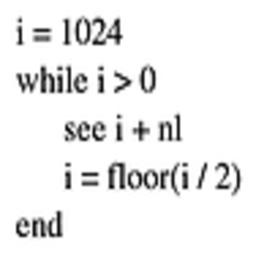 i = 1024
while i > 0
see i + nl
i = floor(i / 2)
end